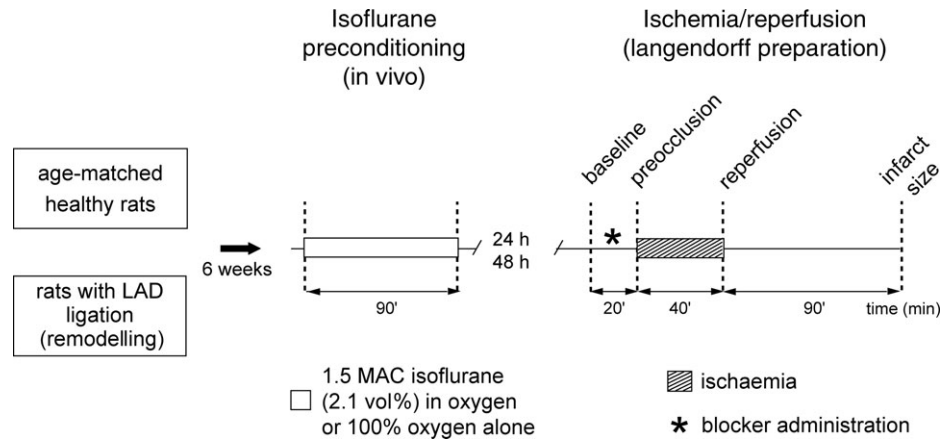 Isoflurane
preconditioning
(in vivo)
Ischemia/reperfusion
(langendorff preparation)
baseline
preocclusion
reperfusion
infarct
size
age-matched
healthy rats
rats with LAD
ligation
(remodelling)
6 weeks
24 h
48 h
*
90'
20'
40'
90'
time (min)
1.5 MAC isoflurane
(2.1 vol%) in oxygen
or 100% oxygen alone
ischaemia
* blocker administration